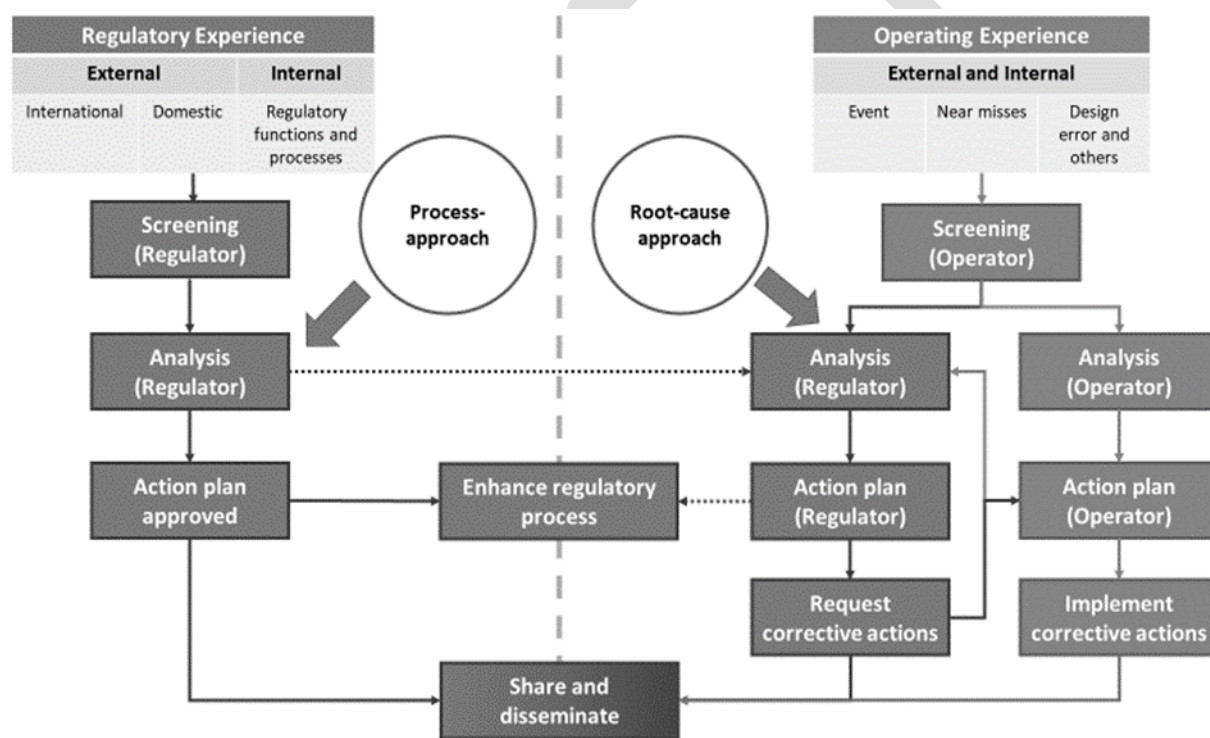 Regulatory Experience
External
Internal
International
Domestic
Regulatory
functions and
processes
Operating Experience
External and Internal
Event
Near misses
Design
error and
others
Process-
approach
Root-cause
approach
Screening
(Regulator)
Screening
(Operator)
Analysis
(Regulator)
Analysis
(Regulator)
Analysis
(Operator)
Action plan
approved
Enhance regulatory
process
Action plan
(Regulator)
Action plan
(Operator)
Request
corrective actions
Implement
corrective actions
Share and
disseminate